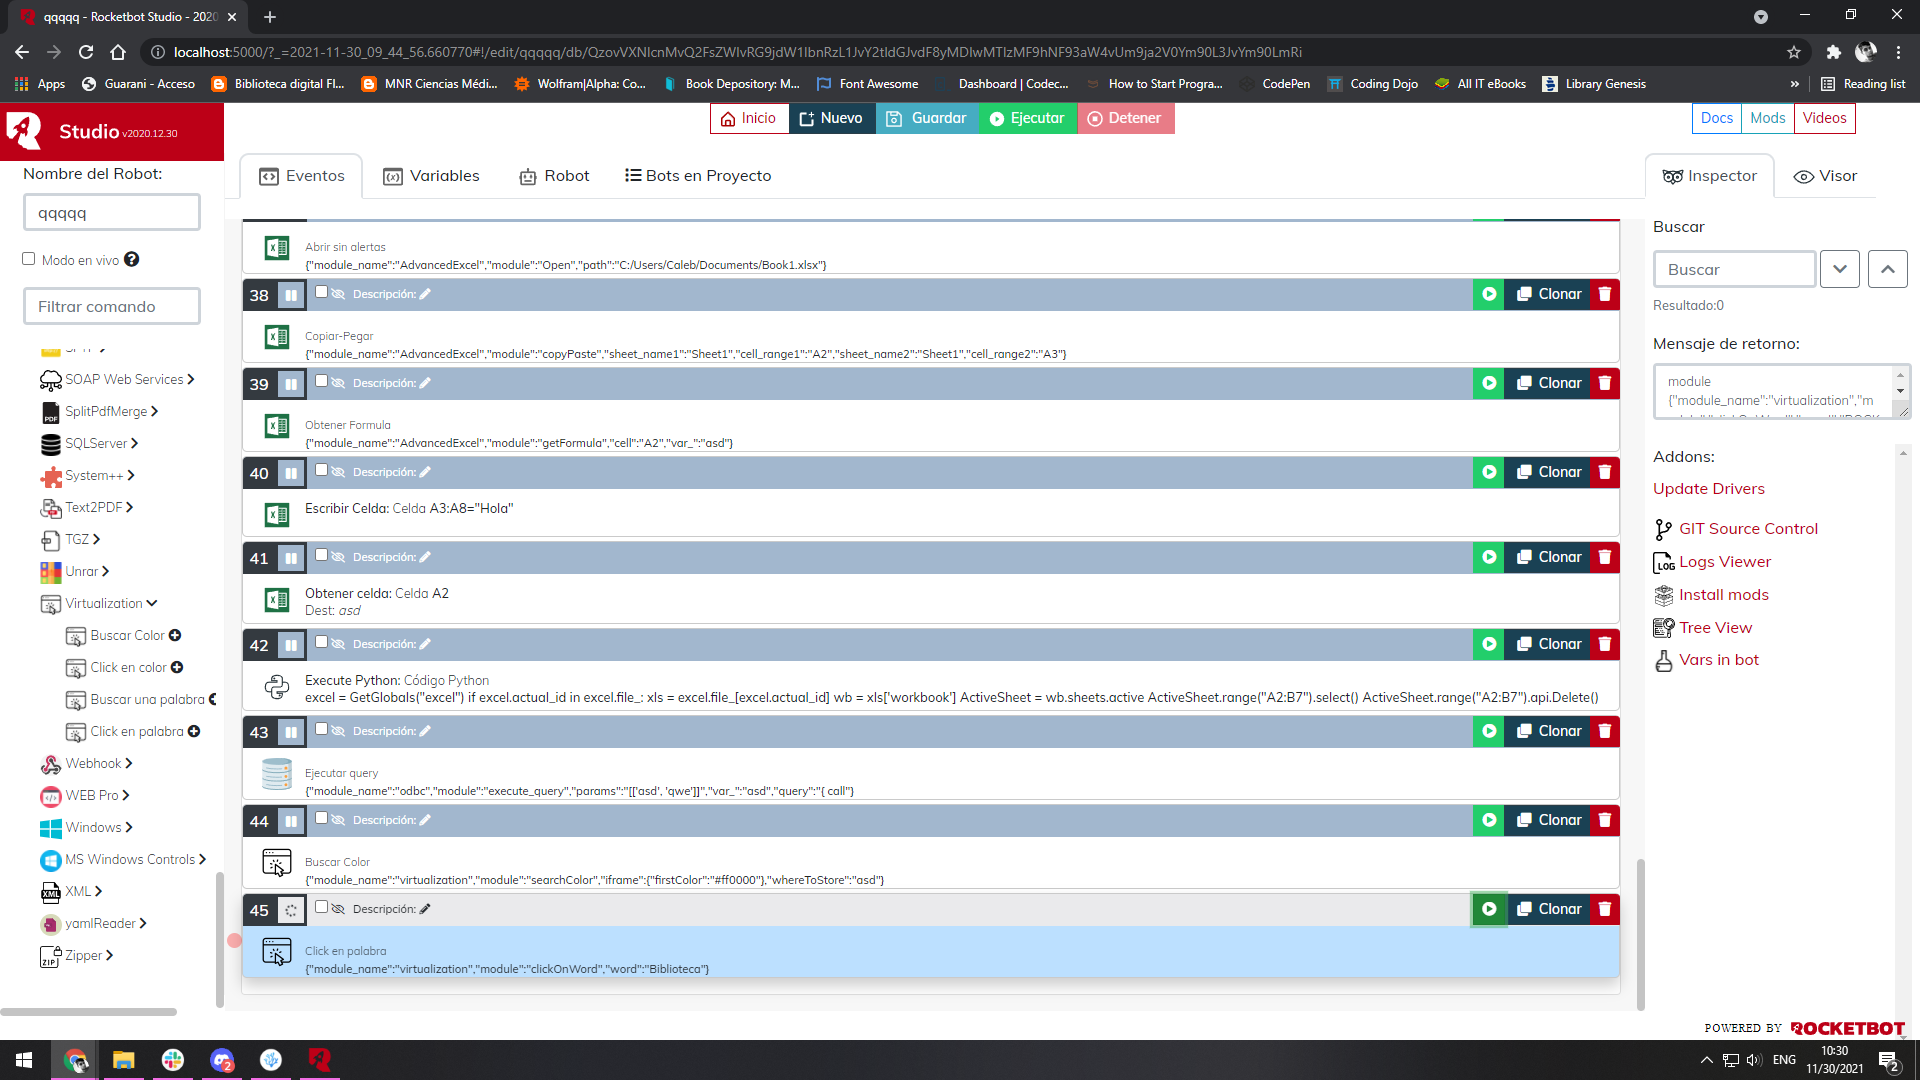 qqqqq - Rocketbot Studio - 2020
localhost:5000/?_=2021-11-30_09_44_56.660770#!/edit/qqqqq/db/
Apps
Guarani - Acceso
Biblioteca digital FI...
MNR Ciencias Médi...
Wolfram|Alpha: Co...
Book Depository: M...
Font Awesome
Dashboard | Codec...
How to Start Progra...
CodePen
Coding Dojo
All IT eBooks
Library Genesis
»
Reading list
Studio v2020.12.30
Inicio
Nuevo
Guardar
Ejecutar
Detener
Docs
Mods
Videos
Nombre del Robot:
qqqqq
Modo en vivo
Filtrar comando
SOAP Web Services
SplitPdfMerge
SQLServer
System++
Text2PDF
TGZ
Unrar
Virtualization
Buscar Color
Click en color
Buscar una palabra
Click en palabra
Webhook
WEB Pro
Windows
MS Windows Controls
XML
yamlReader
Zipper
Eventos
Variables
Robot
Bots en Proyecto
Abrir sin alertas
{"module_name":"AdvancedExcel","module":"Open","path":"C:/Users/Caleb/Documents/Book1.xlsx"}
38 Descripción: Clonar
Copiar-Pegar
{"module_name":"AdvancedExcel","module":"copyPaste","sheet_name1":"Sheet1","cell_range1":"A2","sheet_name2":"Sheet1","cell_range2":"A3"}
39 Descripción: Clonar
Obtener Formula
{"module_name":"AdvancedExcel","module":"getFormula","cell":"A2","var_":"asd"}
40 Descripción: Clonar
Escribir Celda: Celda A3:A8="Hola"
41 Descripción: Clonar
Obtener celda: Celda A2
Dest: asd
42 Descripción: Clonar
Execute Python: Código Python
excel = GetGlobals("excel") if excel.actual_id in excel.file_: xls = excel.file_[excel.actual_id] wb = xls['workbook'] ActiveSheet = wb.sheets.active ActiveSheet.range("A2:B7").select() ActiveSheet.range("A2:B7").api.Delete()
43 Descripción: Clonar
Ejecutar query
{"module_name":"odbc","module":"execute_query","params":"[['asd', 'qwe']]","var_":"asd","query":"{ call"}
44 Descripción: Clonar
Buscar Color
{"module_name":"virtualization","module":"searchColor","iframe":{"firstColor":"#ff0000"},"whereToStore":"asd"}
45 Descripción: Clonar
Click en palabra
{"module_name":"virtualization","module":"clickOnWord","word":"Biblioteca"}
Inspector
Visor
Buscar
Buscar
Resultado:0
Mensaje de retorno:
module
{"module_name":"virtualization","m
Addons:
Update Drivers
GIT Source Control
LOG
Logs Viewer
Install mods
Tree View
Vars in bot
POWERED BY ROCKETBOT
ENG
10:30
11/30/2021
2
2